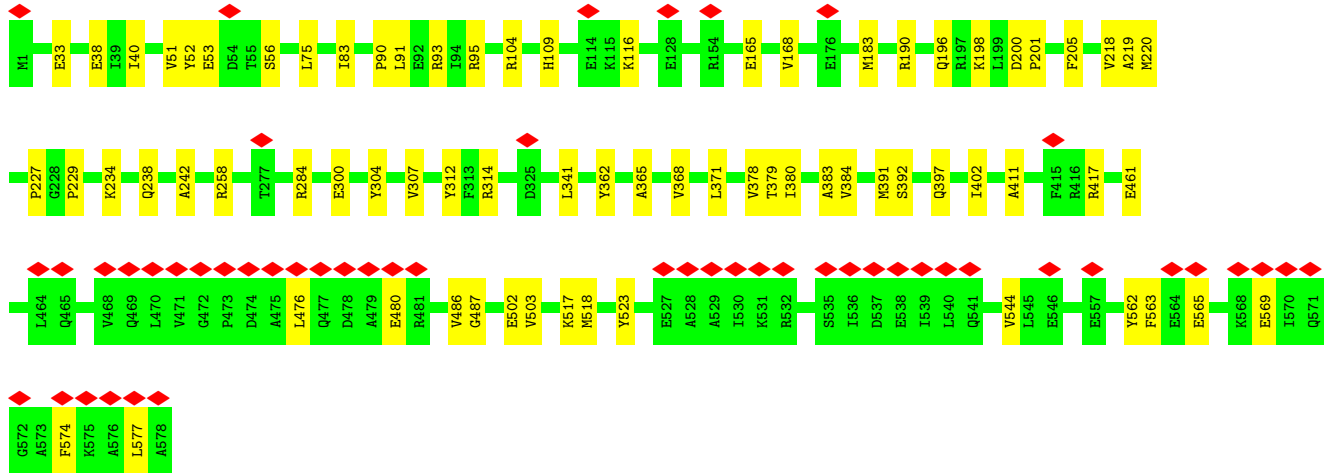 M1 E33 E38 I39 I40 V51 Y52 E53 D54 T55 S56 L75 I83 P90 L91 E92 R93 I94 R95 R104 H109 E114 K115 K116 E128 R154 E165 V168 E176 M183 R190 Q196 R197 K198 L199 D200 P201 F205 V218 A219 M220
P227 G228 P229 K234 Q238 A242 R258 T277 R284 E300 Y304 V307 Y312 F313 R314 D325 L341 Y362 A365 V368 L371 V378 T379 I380 A383 V384 M391 S392 Q397 I402 A411 F415 R416 R417 E461
L464 Q465 V468 Q469 L470 V471 G472 P473 D474 A475 L476 Q477 D478 A479 E480 R481 V486 G487 E502 V503 K517 M518 Y523 E527 A528 A529 I530 K531 R532 S535 I536 D537 E538 I539 L540 Q541 V544 L545 E546 E557 Y562 F563 E564 E565 K568 E569 I570 Q571
G572 A573 F574 K575 A576 L577 A578